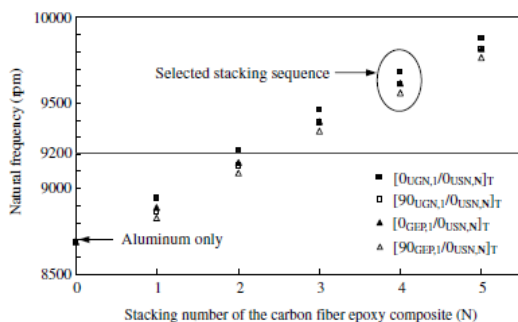 10000
Selected stacking sequence
9500
Natural frequency (rpm)
9200
9000
[0UGN,1/0USN,N]T
[90UGN,1/0USN,N]T
[0GEP,1/0USN,N]T
[90GEP,1/0USN,N]T
Aluminum only
8500
0 1 2 3 4 5
Stacking number of the carbon fiber epoxy composite (N)